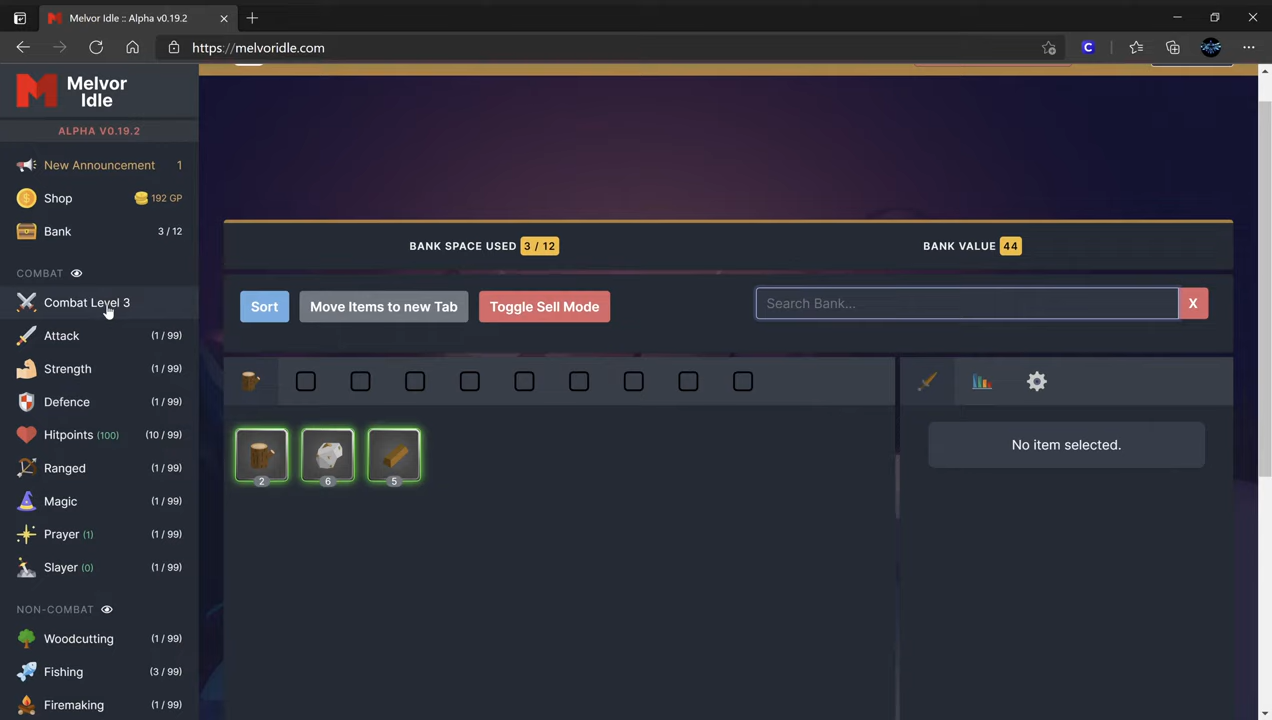 Melvor Idle :: Alpha v0.19.2
https://melvoridle.com
Melvor
Idle
ALPHA V0.19.2
New Announcement 1
Shop 192 GP
Bank 3 / 12
COMBAT
Combat Level 3
Attack (1 / 99)
Strength (1 / 99)
Defence (1 / 99)
Hitpoints (100) (10 / 99)
Ranged (1 / 99)
Magic (1 / 99)
Prayer (1) (1 / 99)
Slayer (0) (1 / 99)
NON-COMBAT
Woodcutting (1 / 99)
Fishing (3 / 99)
Firemaking (1 / 99)
BANK SPACE USED 3 / 12 BANK VALUE 44
Sort Move Items to new Tab Toggle Sell Mode Search Bank... X
No item selected.
2 6 5